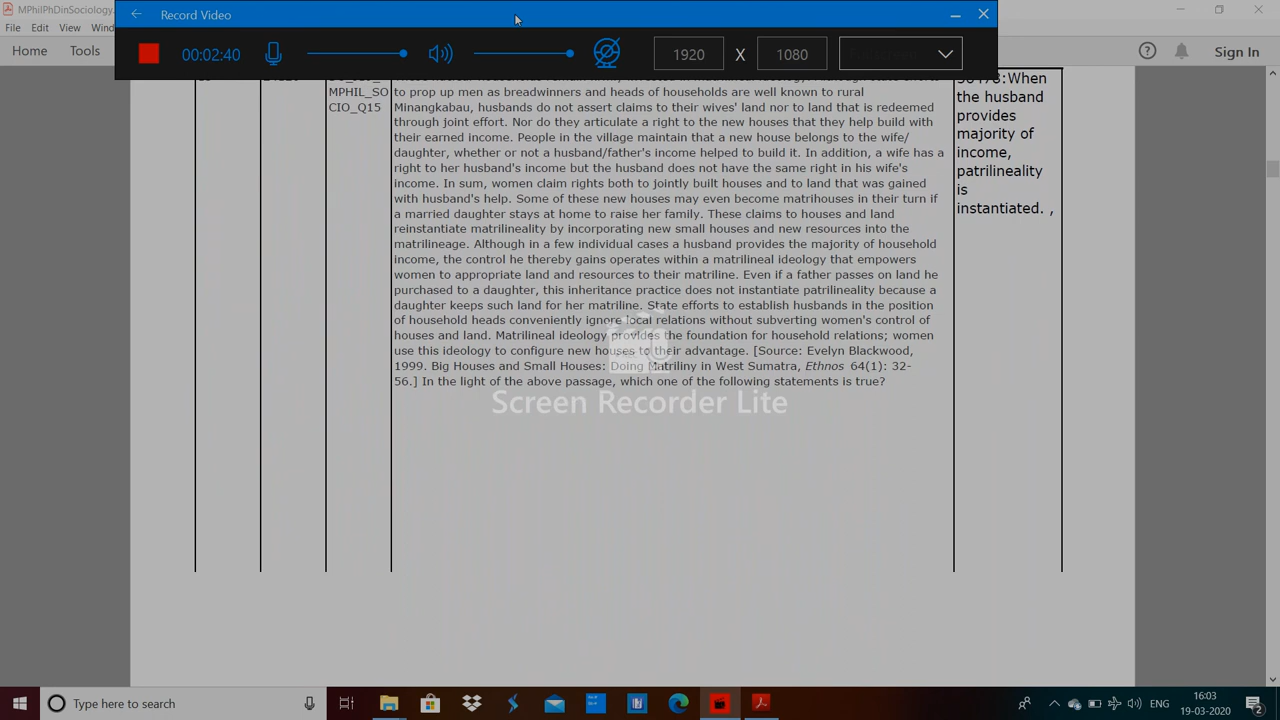 MPhilPhDinSociology.
Record Video
File
Edit
View
Home
Tools
00:02:40
1920
X
1080
Sign In
MPHIL_SO
CIO_Q15
to prop up men as breadwinners and heads of households are well known to rural
Minangkabau, husbands do not assert claims to their wives' land nor to land that is redeemed
through joint effort. Nor do they articulate a right to the new houses that they help build with
their earned income. People in the village maintain that a new house belongs to the wife/
daughter, whether or not a husband/father's income helped to build it. In addition, a wife has a
right to her husband's income but the husband does not have the same right in his wife's
income. In sum, women claim rights both to jointly built houses and to land that was gained
with husband's help. Some of these new houses may even become matrihouses in their turn if
a married daughter stays at home to raise her family. These claims to houses and land
reinstantiate matrilineality by incorporating new small houses and new resources into the
matrilineage. Although in a few individual cases a husband provides the majority of household
income, the control he thereby gains operates within a matrilineal ideology that empowers
women to appropriate land and resources to their matriline. Even if a father passes on land he
purchased to a daughter, this inheritance practice does not instantiate patrilineality because a
daughter keeps such land for her matriline. State efforts to establish husbands in the position
of household heads conveniently ignore local relations without subverting women's control of
houses and land. Matrilineal ideology provides the foundation for household relations; women
use this ideology to configure new houses to their advantage. [Source: Evelyn Blackwood,
1999. Big Houses and Small Houses: Doing Matriliny in West Sumatra, Ethnos 64(1): 32-
56.] In the light of the above passage, which one of the following statements is true?
:When
the husband
provides
majority of
income,
patrilineality
is
instantiated. ,
Screen Recorder Lite
Type here to search
ENG
16:03
19-03-2020
2